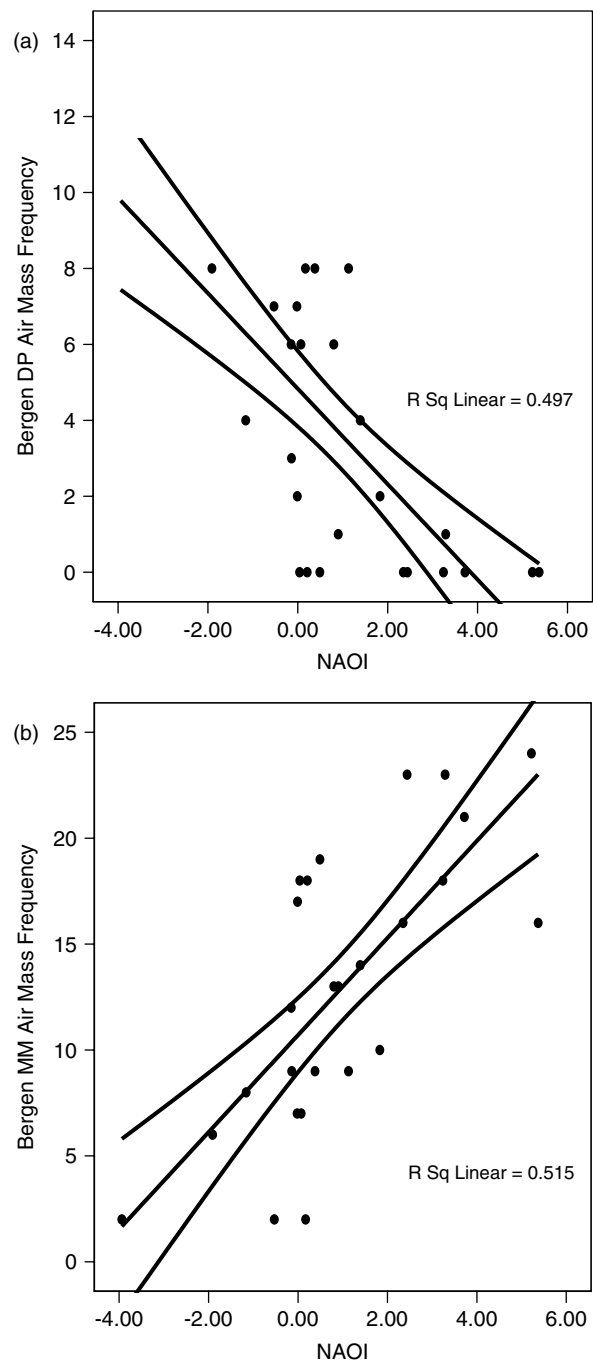 (a)
14
12
10
8
6
4
2
0
Bergen DP Air Mass Frequency
R Sq Linear = 0.497
-4.00 -2.00 0.00 2.00 4.00 6.00
NAOI
(b)
25
20
15
10
5
0
Bergen MM Air Mass Frequency
R Sq Linear = 0.515
-4.00 -2.00 0.00 2.00 4.00 6.00
NAOI